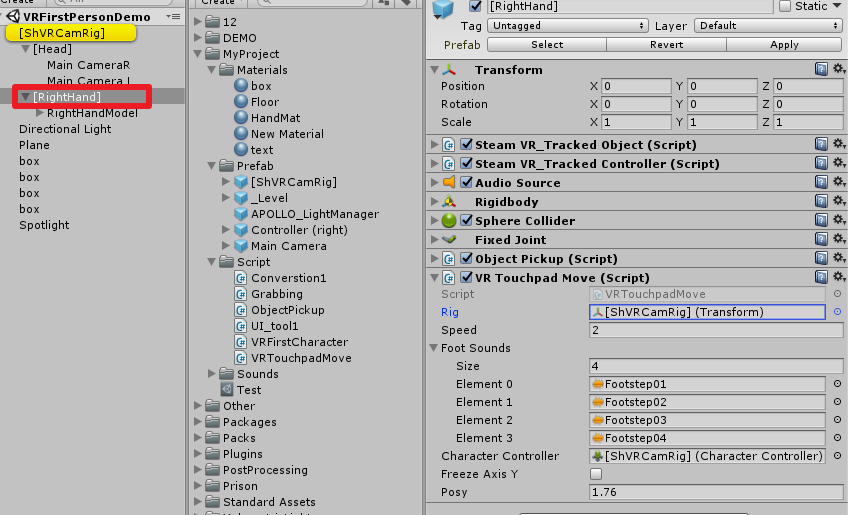 Create
VRFirstPersonDemo
[ShVRCamRig]
[Head]
Main CameraR
Main Camera L
[RightHand]
RightHandModel
Directional Light
Plane
box
box
box
box
Spotlight
Create
12
DEMO
MyProject
Materials
box
Floor
HandMat
New Material
text
Prefab
[ShVRCamRig]
_Level
APOLLO_LightManager
Controller (right)
Main Camera
Script
Converstion1
Grabbing
ObjectPickup
UI_tool1
VRFirstCharacter
VRTouchpadMove
Sounds
Test
Other
Packages
Packs
Plugins
PostProcessing
Prison
Standard Assets
[RightHand] Static
Tag Untagged Layer Default
Prefab Select Revert Apply
Transform
Position X 0 Y 0 Z 0
Rotation X 0 Y 0 Z 0
Scale X 1 Y 1 Z 1
Steam VR_Tracked Object (Script)
Steam VR_Tracked Controller (Script)
Audio Source
Rigidbody
Sphere Collider
Fixed Joint
Object Pickup (Script)
VR Touchpad Move (Script)
Script VRTouchpadMove
Rig [ShVRCamRig] (Transform)
Speed 2
Foot Sounds
Size 4
Element 0 Footstep01
Element 1 Footstep02
Element 2 Footstep03
Element 3 Footstep04
Character Controller [ShVRCamRig] (Character Controller)
Freeze Axis Y
Posy 1.76